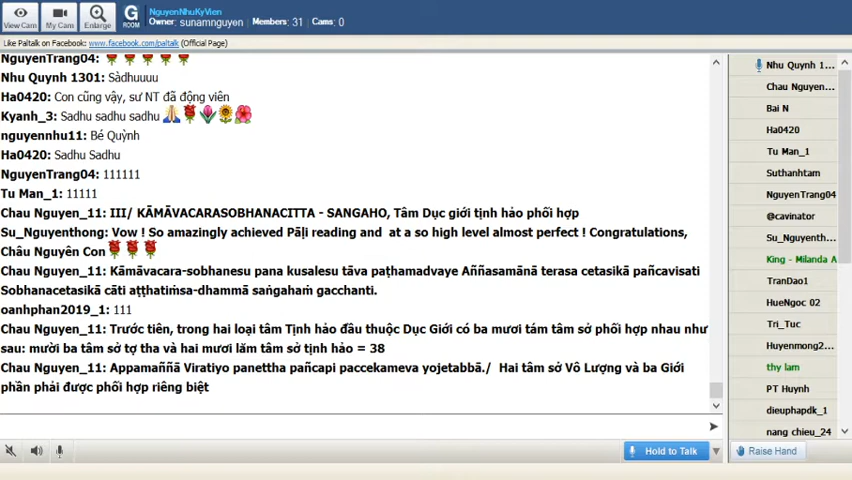 View Cam
My Cam
Enlarge
G
ROOM
NguyenNhuKyVien
Owner: sunamnguyen Members: 31 Cams: 0
Like Paltalk on Facebook: www.facebook.com/paltalk (Official Page)
NguyenTrang04:
Nhu Quynh 1301: Sàdhuuuu
Ha0420: Con cũng vậy, sư NT đã động viên
Kyanh_3: Sadhu sadhu sadhu
nguyennhu11: Bé Quỳnh
Ha0420: Sadhu Sadhu
NguyenTrang04: 111111
Tu Man_1: 11111
Chau Nguyen_11: III/ KĀMĀVACARASOBHANACITTA - SANGAHO, Tâm Dục giới tịnh hảo phối hợp
Su_Nguyenthong: Vow ! So amazingly achieved Pāḷi reading and at a so high level almost perfect ! Congratulations,
Châu Nguyên Con
Chau Nguyen_11: Kāmāvacara-sobhanesu pana kusalesu tāva paṭhamadvaye Aññasamānā terasa cetasikā pañcavisati
Sobhanacetasikā cāti aṭṭhatiṁsa-dhammā saṅgahaṁ gacchanti.
oanhphan2019_1: 111
Chau Nguyen_11: Trước tiên, trong hai loại tâm Tịnh hảo đầu thuộc Dục Giới có ba mươi tám tâm sở phối hợp nhau như
sau: mười ba tâm sở tợ tha và hai mươi lăm tâm sở tịnh hảo = 38
Chau Nguyen_11: Appamaññā Viratiyo panettha pañcapi paccekameva yojetabbā./ Hai tâm sở Vô Lượng và ba Giới
phần phải được phối hợp riêng biệt
Hold to Talk
Nhu Quynh 1...
Chau Nguyen...
Bai N
Ha0420
Tu Man_1
Suthanhtam
NguyenTrang04
@cavinator
Su_Nguyenth...
King - Milanda A
TranDao1
HueNgoc 02
Tri_Tuc
Huyenmong2...
thy lam
PT Huynh
dieuphapdk_1
nang chieu_24
Raise Hand